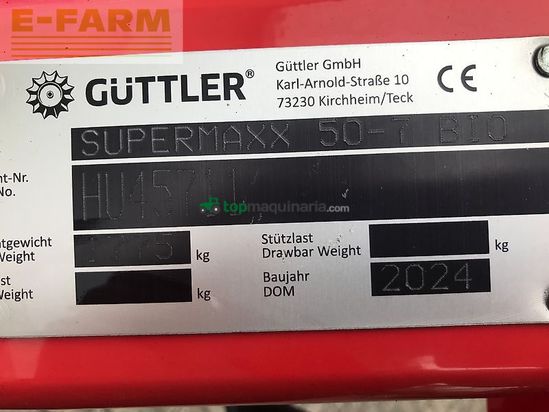 E-FARM
GÜTTLER®
Güttler GmbH
Karl-Arnold-Straße 10
73230 Kirchheim/Teck
CE
SUPERMAXX 50-7 BIO
nt-Nr.
No.
topmaquinaria.com
tgewicht
Weight
kg
Stützlast
Drawbar Weight
kg
st
Weight
kg
Baujahr
DOM
2024